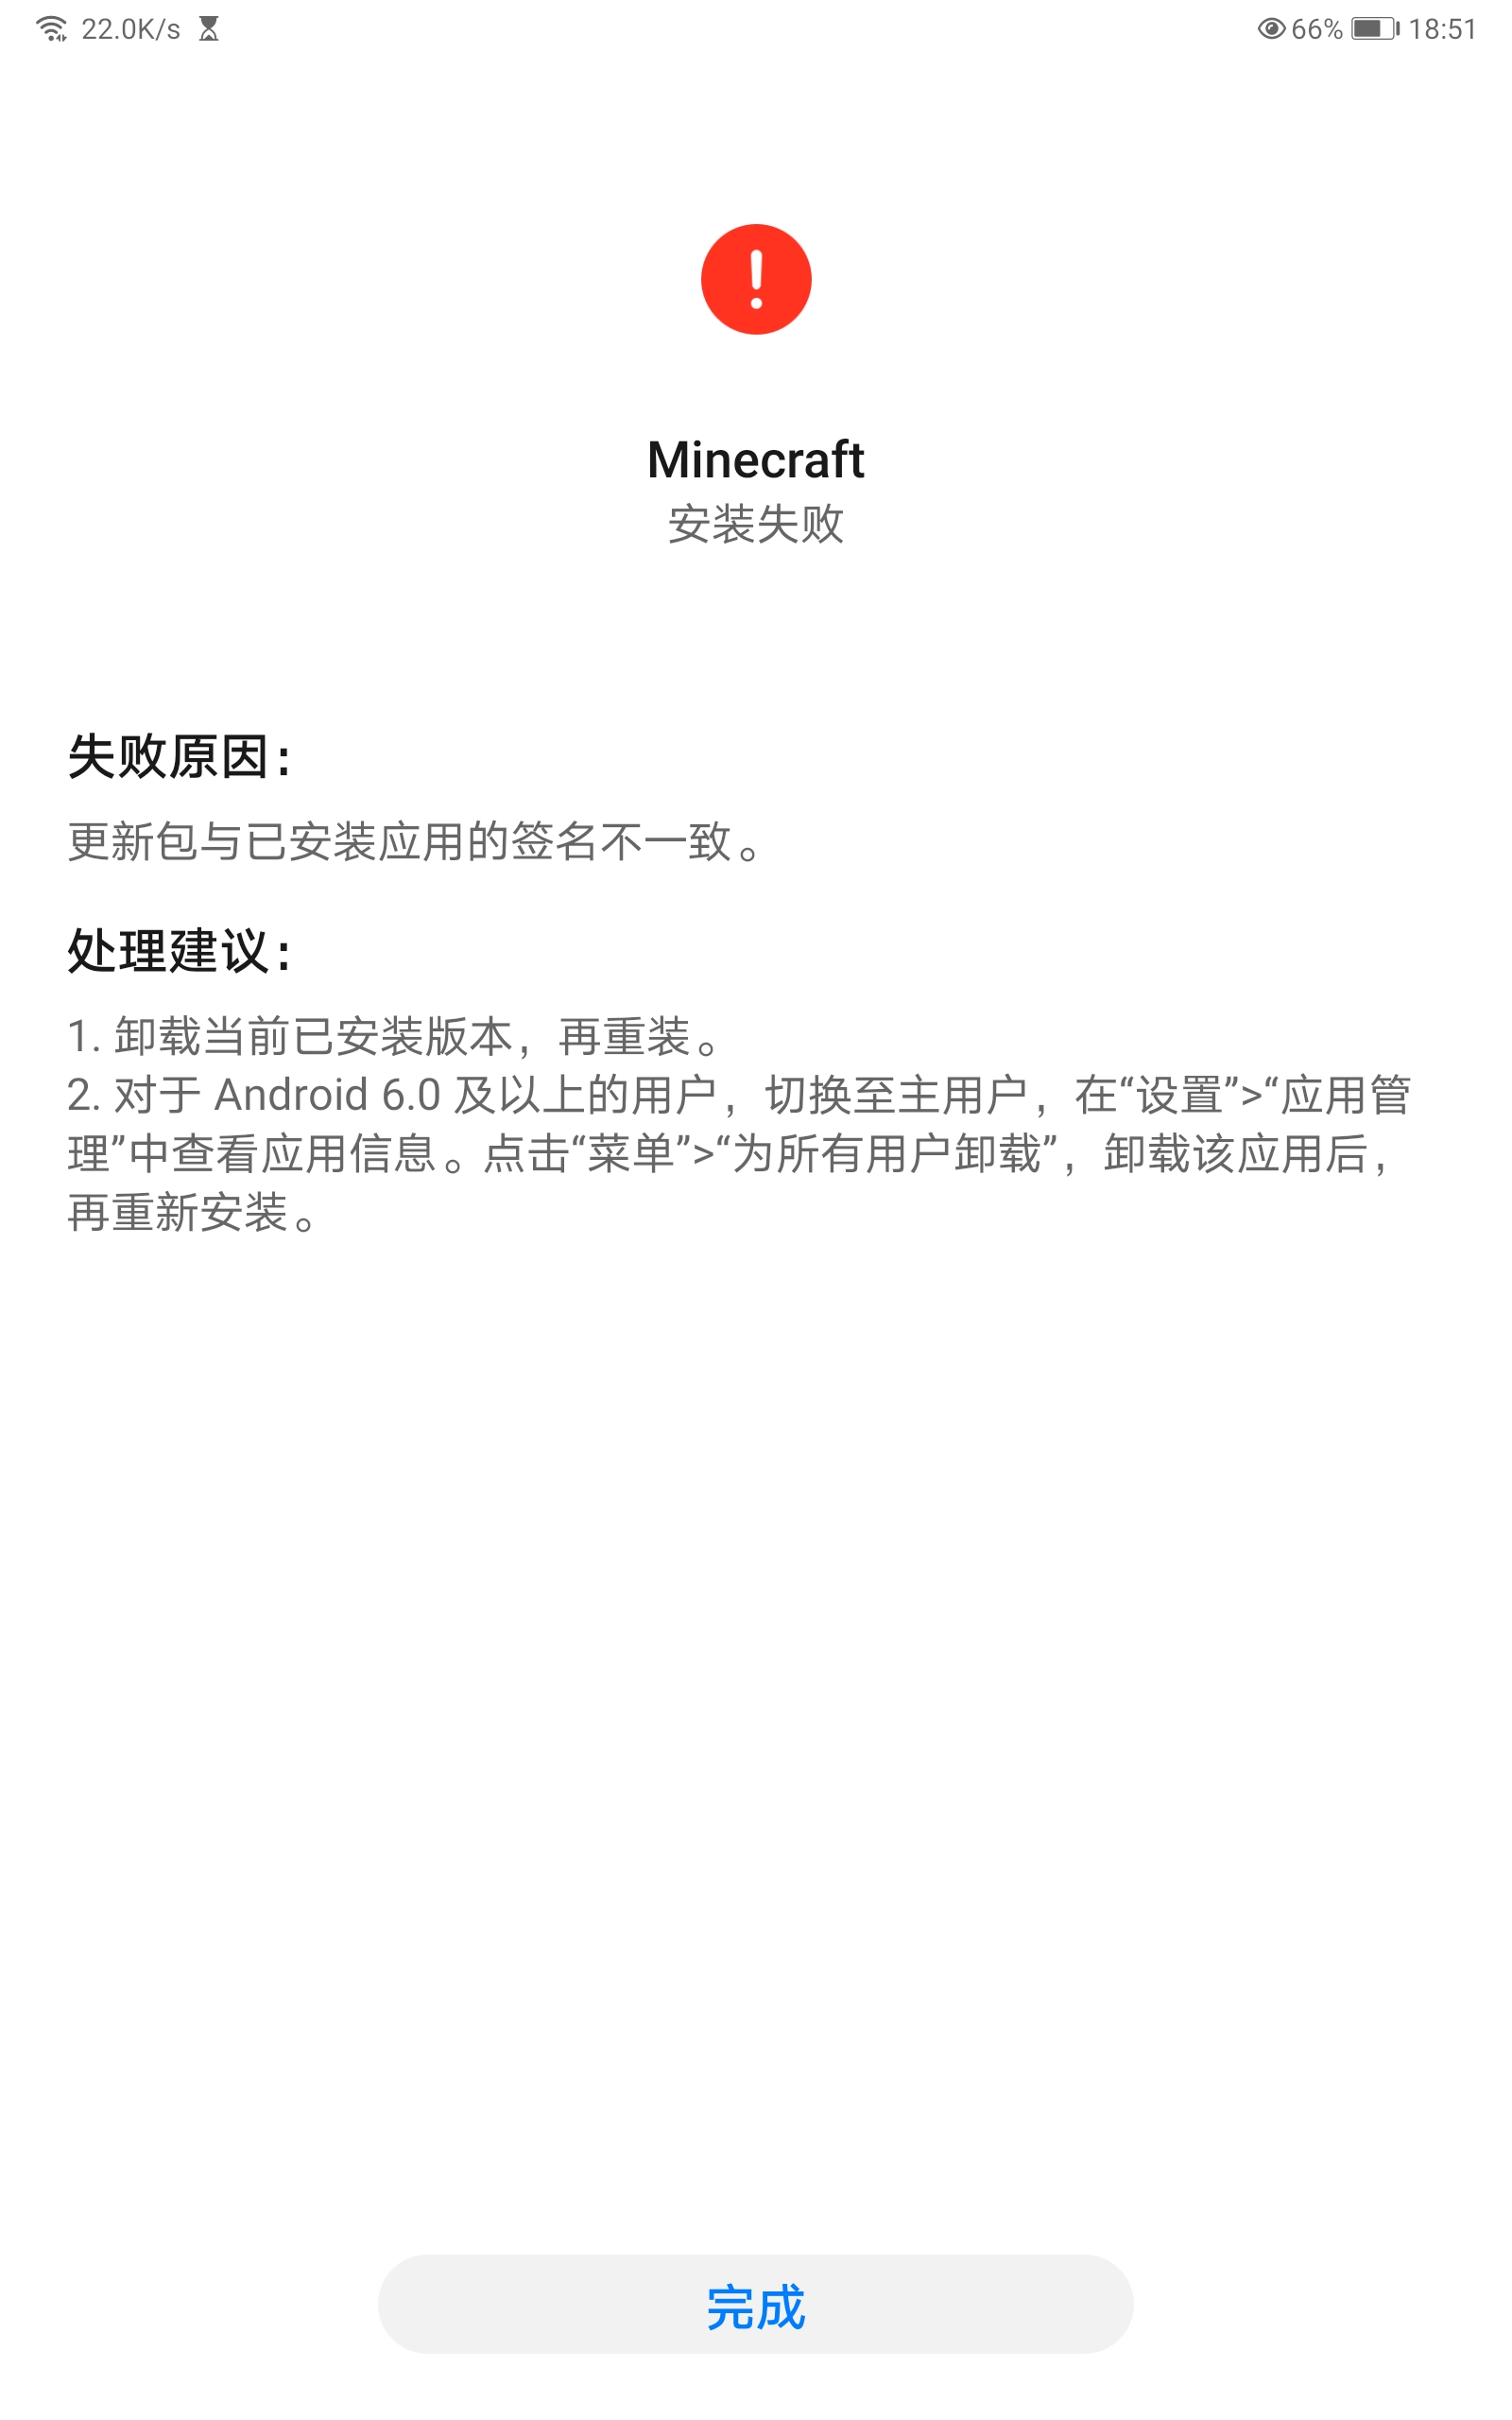 22.0K/s 66% 18:51
Minecraft
安装失败
失败原因：
更新包与已安装应用的签名不一致。
处理建议：
1. 卸载当前已安装版本，再重装。
2. 对于 Android 6.0 及以上的用户，切换至主用户，在“设置”>“应用管
理”中查看应用信息。点击“菜单”>“为所有用户卸载”，卸载该应用后，
再重新安装。
完成